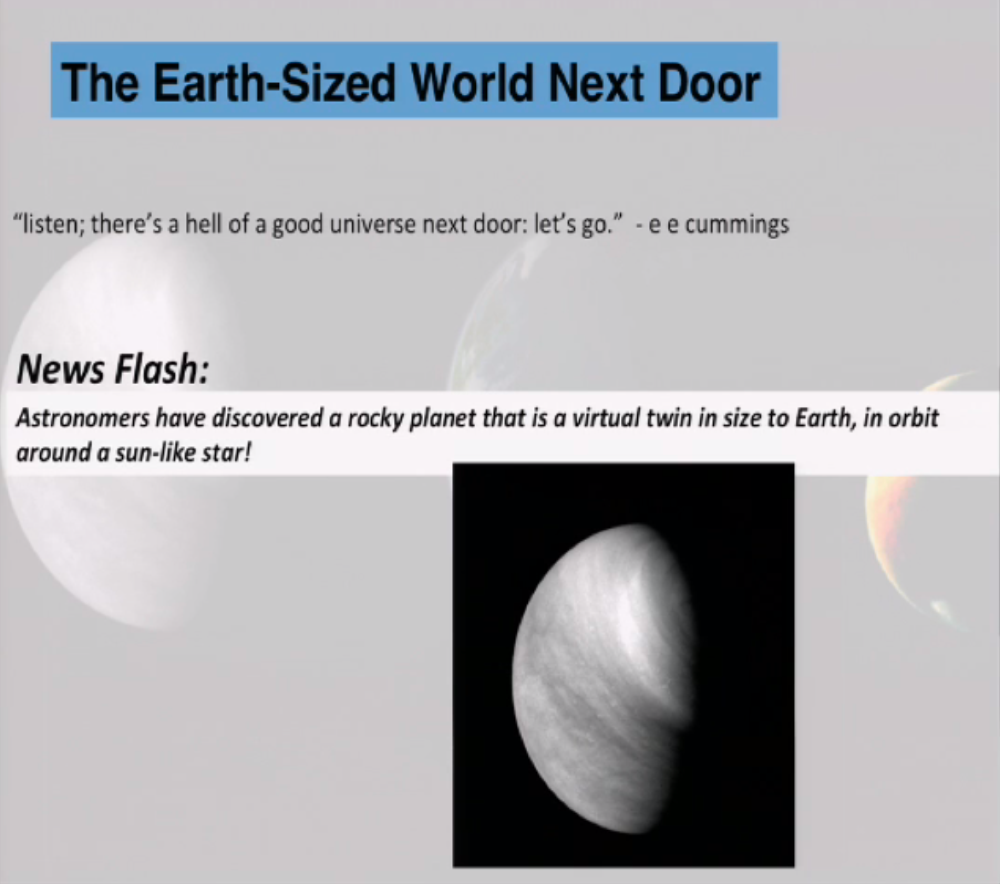 The Earth-Sized World Next Door
“listen; there’s a hell of a good universe next door: let’s go.” - e e cummings
News Flash:
Astronomers have discovered a rocky planet that is a virtual twin in size to Earth, in orbit
around a sun-like star!